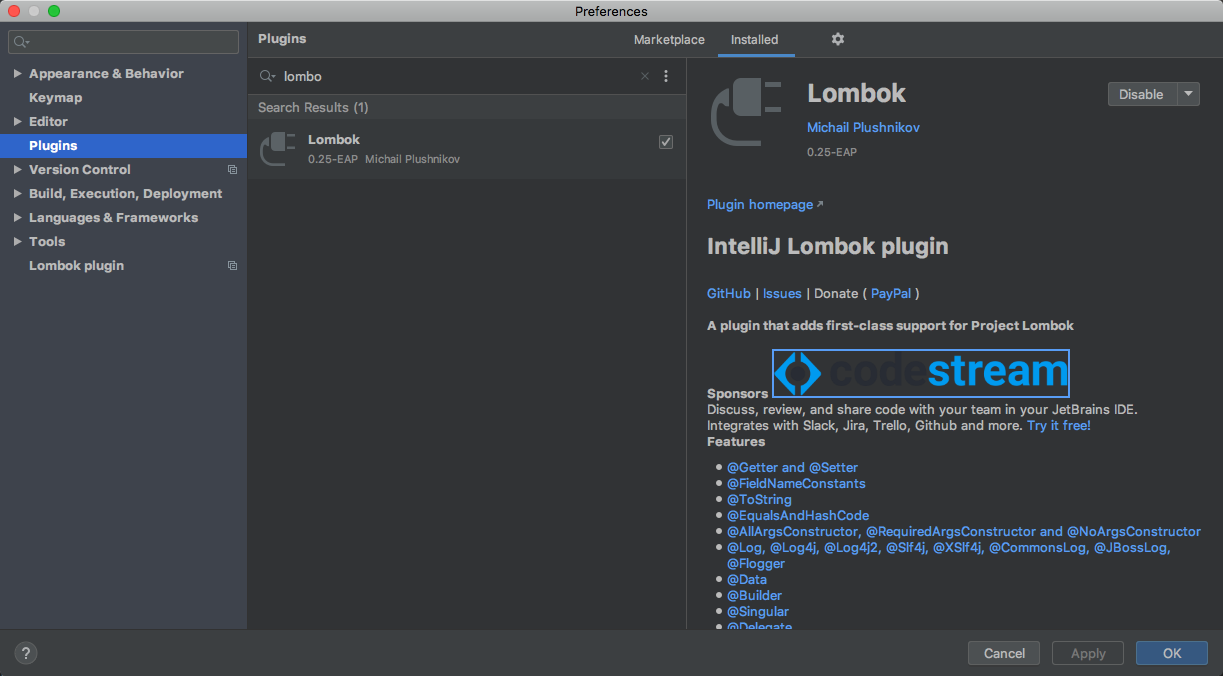 Preferences
Appearance & Behavior
Keymap
Editor
Plugins
Version Control
Build, Execution, Deployment
Languages & Frameworks
Tools
Lombok plugin
Plugins
Marketplace
Installed
lombo
Search Results (1)
Lombok
0.25-EAP Michail Plushnikov
Lombok
Disable
Michail Plushnikov
0.25-EAP
Plugin homepage
IntelliJ Lombok plugin
GitHub | Issues | Donate ( PayPal )
A plugin that adds first-class support for Project Lombok
codestream
Sponsors
Discuss, review, and share code with your team in your JetBrains IDE.
Integrates with Slack, Jira, Trello, Github and more. Try it free!
Features
@Getter and @Setter
@FieldNameConstants
@ToString
@EqualsAndHashCode
@AllArgsConstructor, @RequiredArgsConstructor and @NoArgsConstructor
@Log, @Log4j, @Log4j2, @Slf4j, @XSlf4j, @CommonsLog, @JBossLog,
@Flogger
@Data
@Builder
@Singular
@Delegate
?
Cancel
Apply
OK